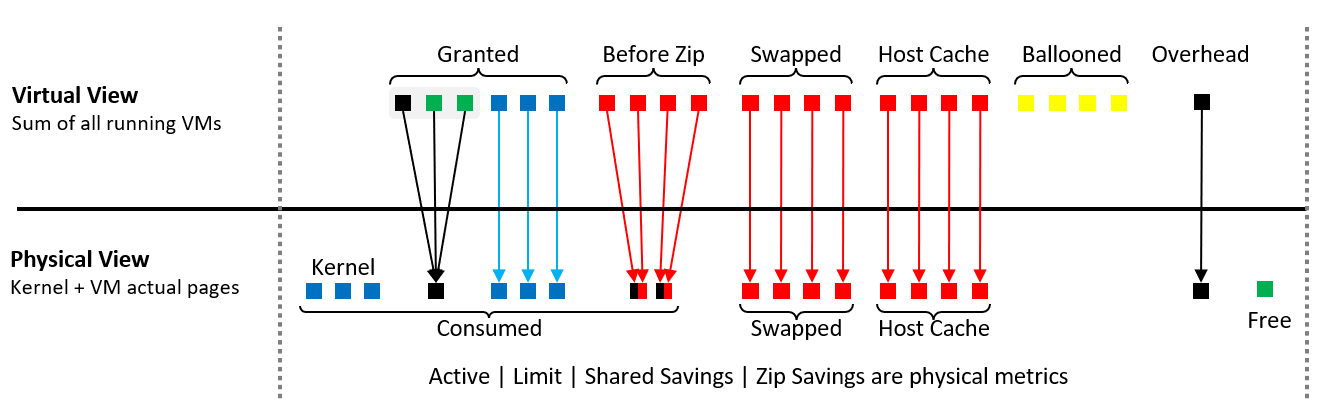 Granted
Before Zip
Swapped
Host Cache
Ballooned
Overhead
Virtual View
Sum of all running VMs
Physical View
Kernel + VM actual pages
Kernel
Consumed
Swapped
Host Cache
Free
Active | Limit | Shared Savings | Zip Savings are physical metrics